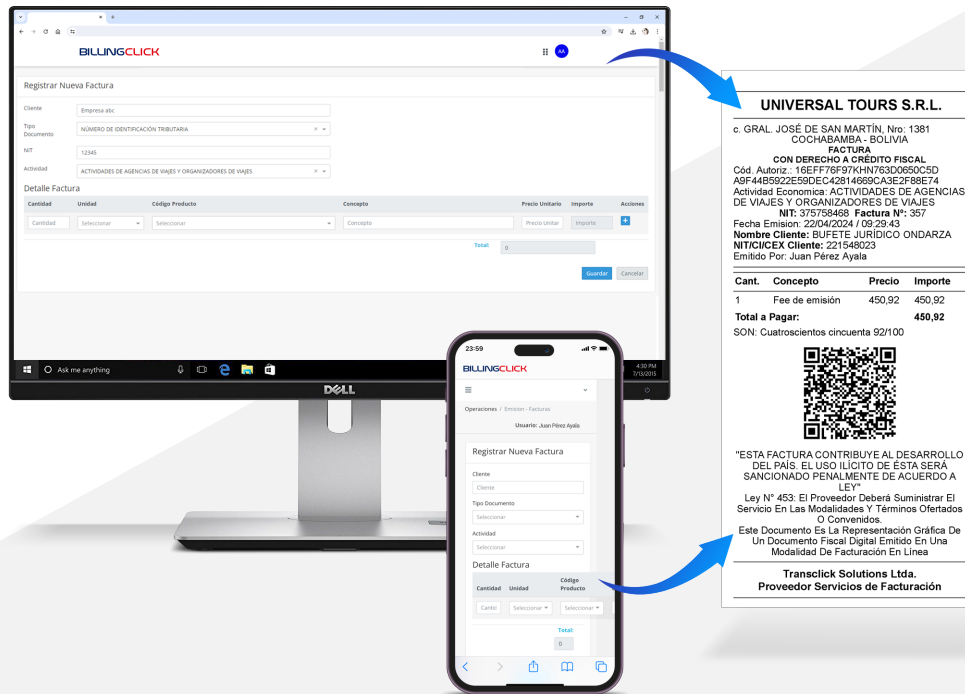 BILLINGCLICK
AA
Registrar Nueva Factura
Cliente
Empresa abc
Tipo Documento
NÚMERO DE IDENTIFICACIÓN TRIBUTARIA
NIT
12345
Actividad
ACTIVIDADES DE AGENCIAS DE VIAJES Y ORGANIZADORES DE VIAJES
Detalle Factura
Cantidad Unidad Código Producto Concepto Precio Unitario Importe Acciones
Cantidad Seleccionar Seleccionar Concepto Precio Unitar Importe
Total: 0
Guardar Cancelar
Ask me anything
4:30 PM
7/13/2015
DELL
23:59
BILLINGCLICK
Operaciones / Emision - Facturas
Usuario: Juan Pérez Ayala
Registrar Nueva Factura
Cliente
Cliente
Tipo Documento
Seleccionar
Actividad
Seleccionar
Detalle Factura
Cantidad Unidad Código Producto
Cantid Seleccionar Seleccionar
Total:
0
UNIVERSAL TOURS S.R.L.
c. GRAL. JOSÉ DE SAN MARTÍN, Nro: 1381
COCHABAMBA - BOLIVIA
FACTURA
CON DERECHO A CRÉDITO FISCAL
Cód. Autoriz.: 16EFF76F97KHN763D0650C5D
A9F44B5922E59DEC42814669CA3E2F88E74
Actividad Economica: ACTIVIDADES DE AGENCIAS
DE VIAJES Y ORGANIZADORES DE VIAJES
NIT: 375758468 Factura Nº: 357
Fecha Emision: 22/04/2024 / 09:29:43
Nombre Cliente: BUFETE JURÍDICO ONDARZA
NIT/CI/CEX Cliente: 221548023
Emitido Por: Juan Pérez Ayala
Cant. Concepto Precio Importe
1 Fee de emisión 450,92 450,92
Total a Pagar: 450,92
SON: Cuatroscientos cincuenta 92/100
"ESTA FACTURA CONTRIBUYE AL DESARROLLO
DEL PAÍS. EL USO ILÍCITO DE ÉSTA SERÁ
SANCIONADO PENALMENTE DE ACUERDO A
LEY"
Ley N° 453: El Proveedor Deberá Suministrar El
Servicio En Las Modalidades Y Términos Ofertados
O Convenidos.
Este Documento Es La Representación Gráfica De
Un Documento Fiscal Digital Emitido En Una
Modalidad De Facturación En Línea
Transclick Solutions Ltda.
Proveedor Servicios de Facturación